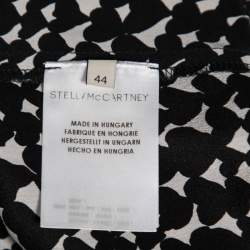 44
STELLA McCARTNEY
MADE IN HUNGARY
FABRIQUE EN HONGRIE
HERGESTELLT IN UNGARN
HECHO EN HUNGRIA